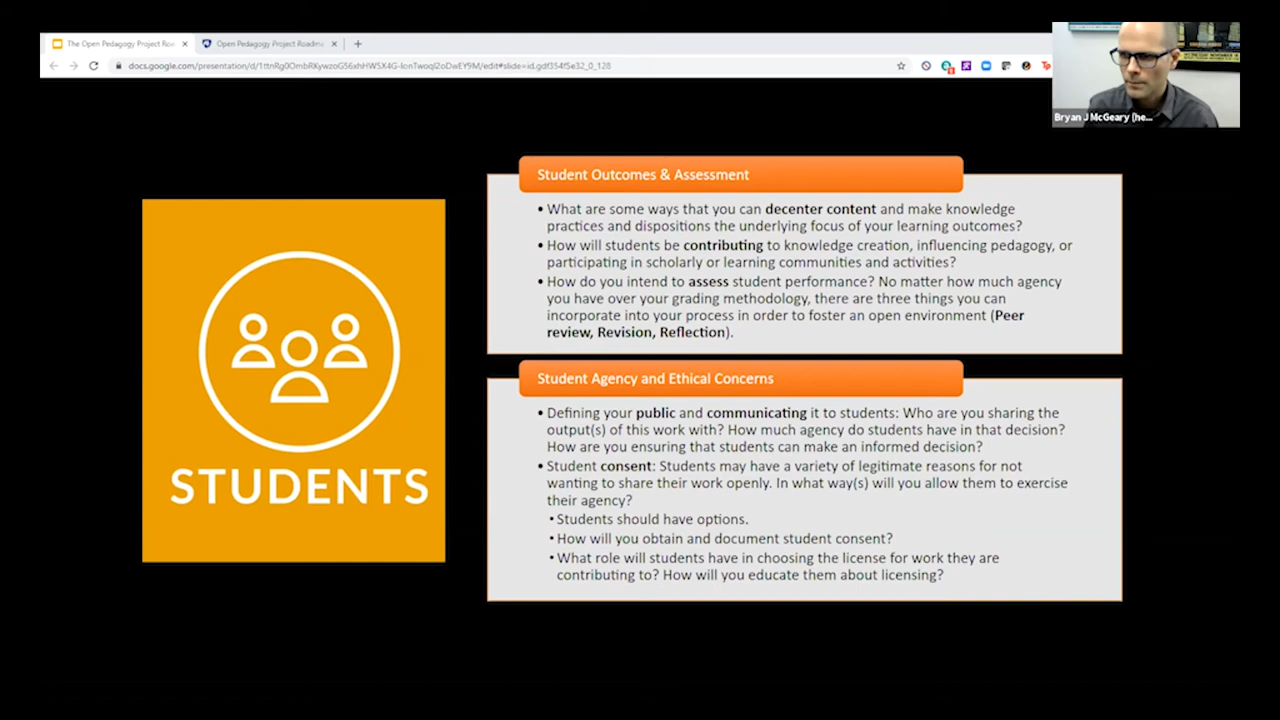 The Open Pedagogy Project Roa
Open Pedagogy Project Roadma
docs.google.com/presentation/d/1ttnRg0OmbRKywzoG56xhHW5X4G-IonTwoqI2oDwEY9M/edit#slide=id.gdf354f5e32_0_128
Bryan J McGeary (he...
Student Outcomes & Assessment
• What are some ways that you can decenter content and make knowledge
practices and dispositions the underlying focus of your learning outcomes?
• How will students be contributing to knowledge creation, influencing pedagogy, or
participating in scholarly or learning communities and activities?
• How do you intend to assess student performance? No matter how much agency
you have over your grading methodology, there are three things you can
incorporate into your process in order to foster an open environment (Peer
review, Revision, Reflection).
STUDENTS
Student Agency and Ethical Concerns
• Defining your public and communicating it to students: Who are you sharing the
output(s) of this work with? How much agency do students have in that decision?
How are you ensuring that students can make an informed decision?
• Student consent: Students may have a variety of legitimate reasons for not
wanting to share their work openly. In what way(s) will you allow them to exercise
their agency?
• Students should have options.
• How will you obtain and document student consent?
• What role will students have in choosing the license for work they are
contributing to? How will you educate them about licensing?